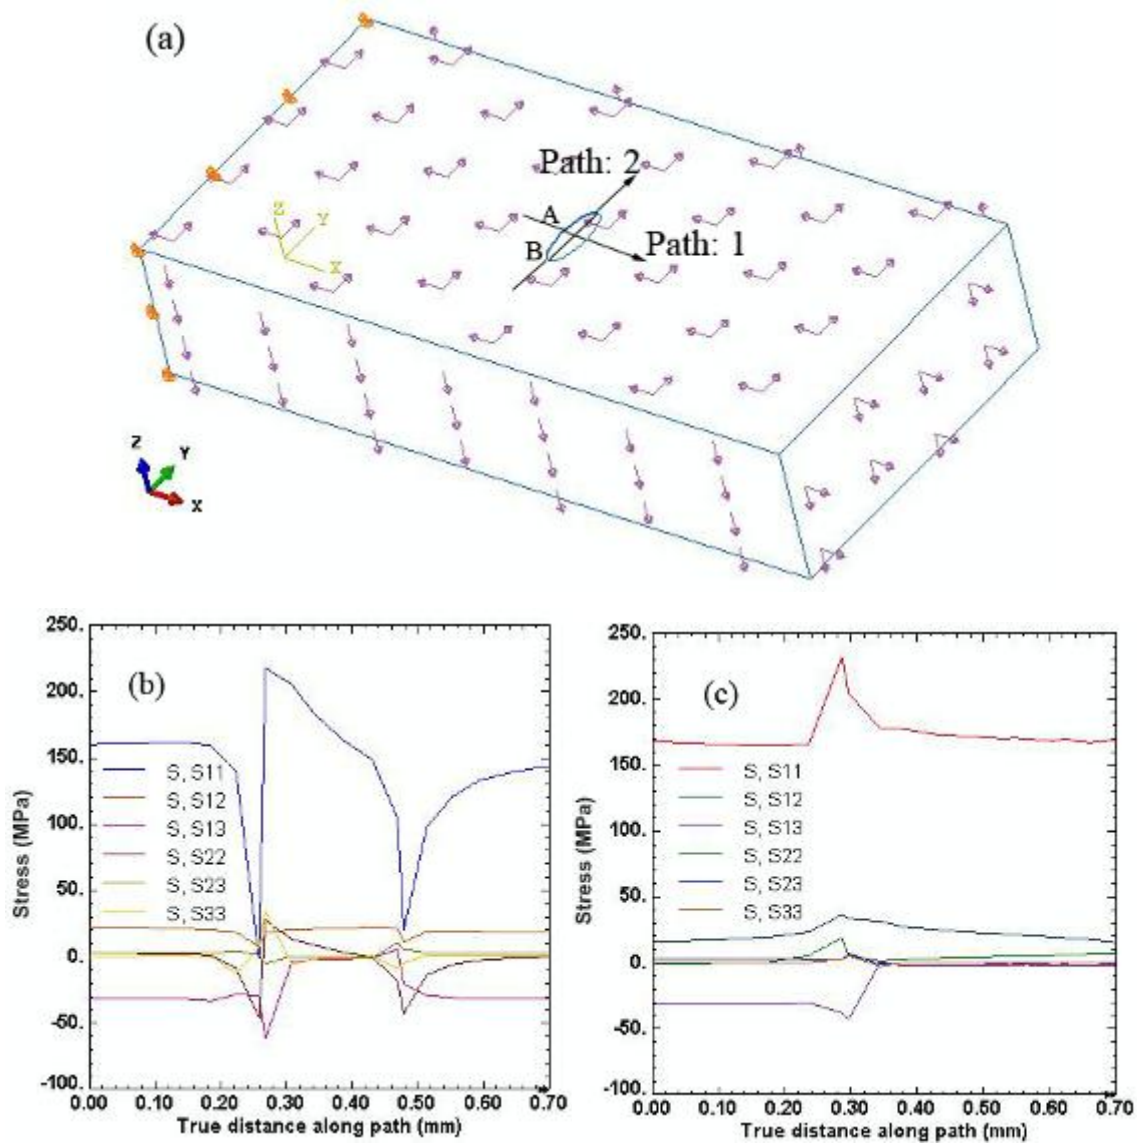 (a)
Path: 2
A
B
Path: 1
Z
Y
X
Z
Y
X
250.
200.
150.
100.
50.
0.
-50.
-100.
Stress (MPa)
(b)
S, S11
S, S12
S, S13
S, S22
S, S23
S, S33
0.00 0.10 0.20 0.30 0.40 0.50 0.60 0.70
True distance along path (mm)
250.
200.
150.
100.
50.
0.
-50.
-100.
Stress (MPa)
(c)
S, S11
S, S12
S, S13
S, S22
S, S23
S, S33
0.00 0.10 0.20 0.30 0.40 0.50 0.60 0.70
True distance along path (mm)